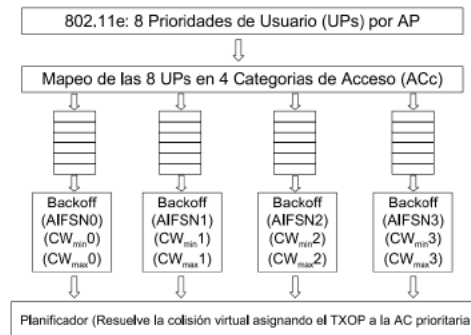 802.11e: 8 Prioridades de Usuario (UPs) por AP
Mapeo de las 8 UPs en 4 Categorias de Acceso (ACc)
Backoff
(AIFSN0)
(CWmin0)
(CWmax0)
Backoff
(AIFSN1)
(CWmin1)
(CWmax1)
Backoff
(AIFSN2)
(CWmin2)
(CWmax2)
Backoff
(AIFSN3)
(CWmin3)
(CWmax3)
Planificador (Resuelve la colisión virtual asignando el TXOP a la AC prioritaria